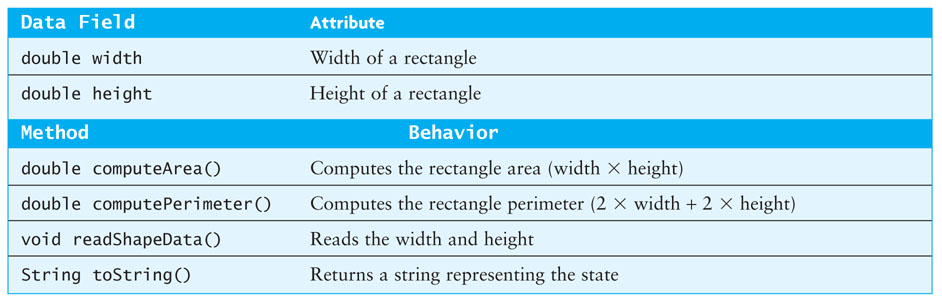 Data Field Attribute
double width Width of a rectangle
double height Height of a rectangle
Method Behavior
double computeArea() Computes the rectangle area (width × height)
double computePerimeter() Computes the rectangle perimeter (2 × width + 2 × height)
void readShapeData() Reads the width and height
String toString() Returns a string representing the state